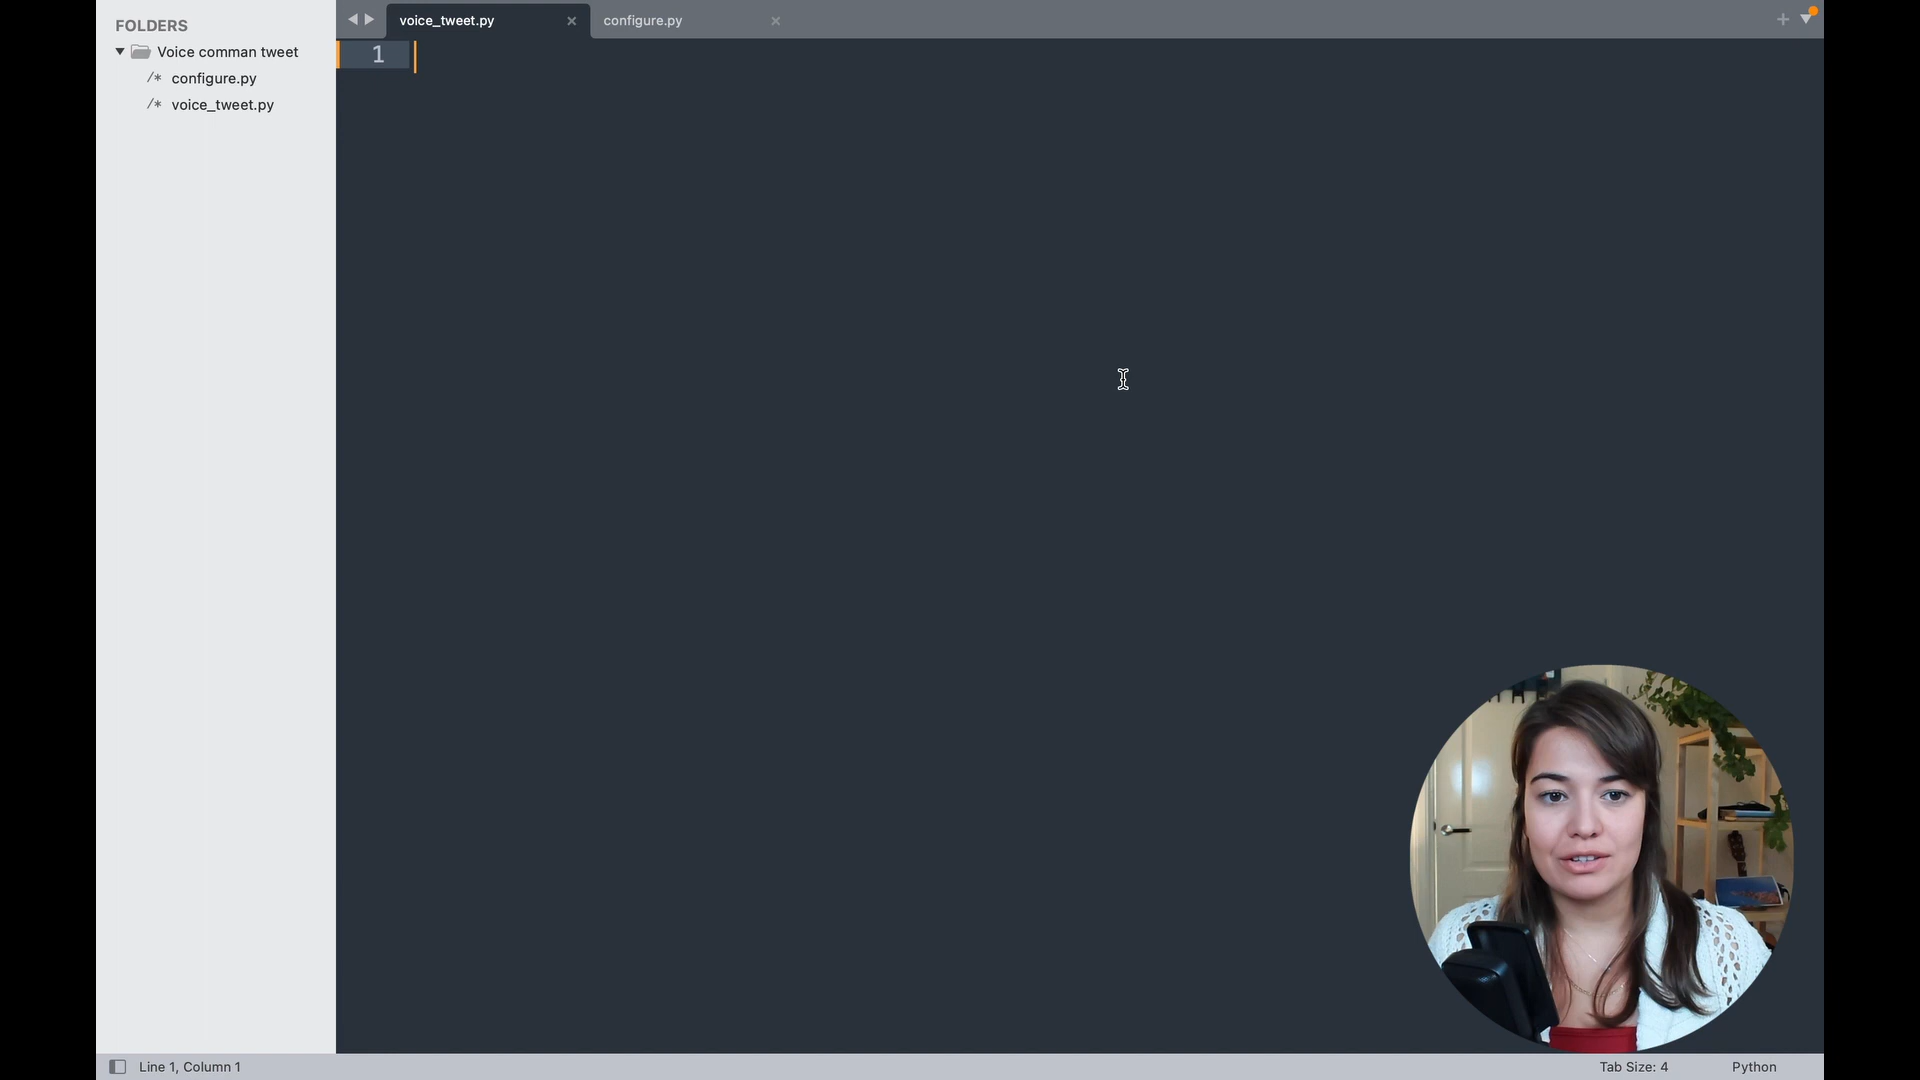 FOLDERS
Voice comman tweet
/* configure.py
/* voice_tweet.py
voice_tweet.py
configure.py
1
Line 1, Column 1
Tab Size: 4
Python